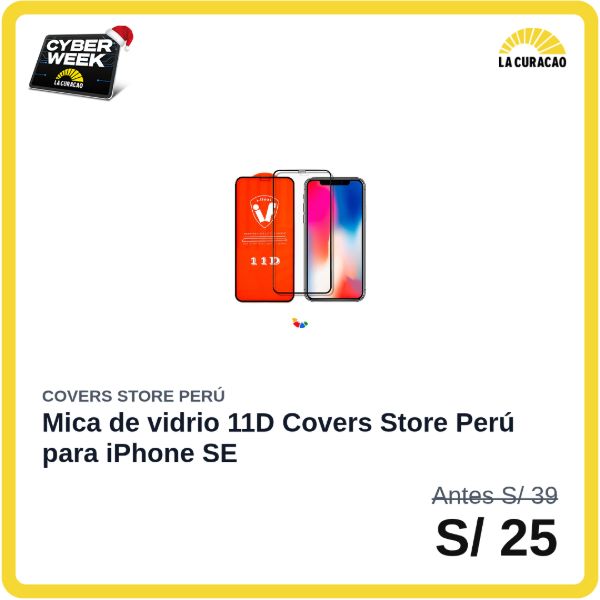 CYBER
WEEK
LA CURACAO
LA CURACAO
11D
COVERS STORE PERÚ
Mica de vidrio 11D Covers Store Perú
para iPhone SE
Antes S/ 39
S/ 25